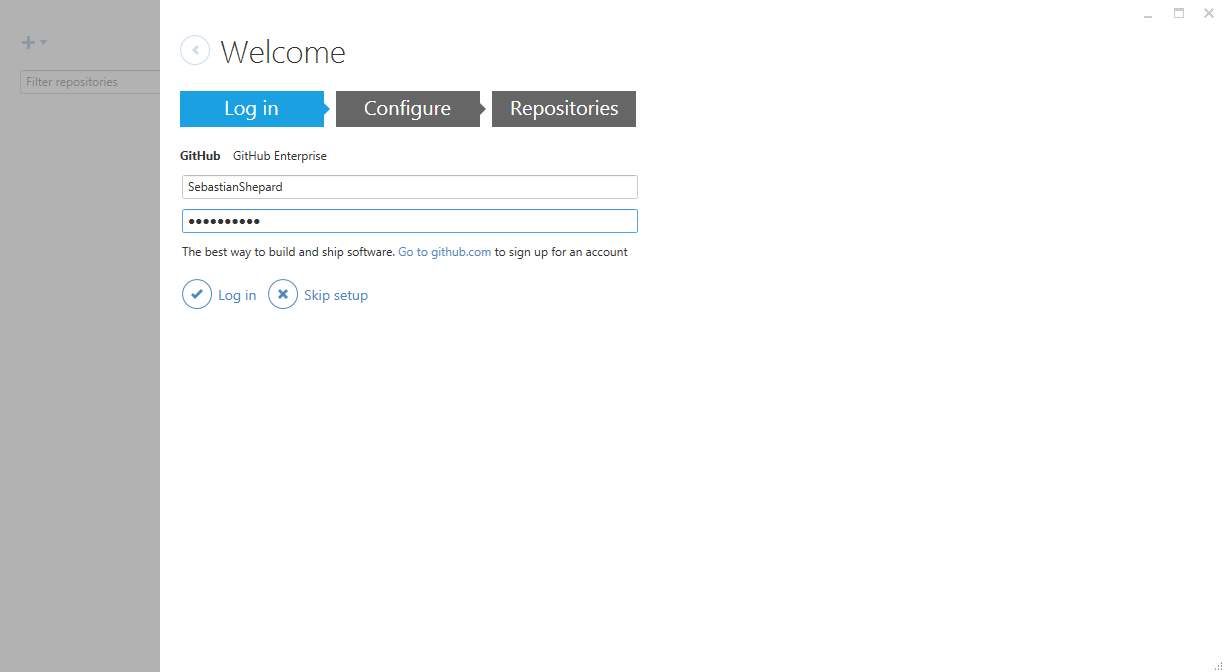 Welcome
Filter repositories
Log in Configure Repositories
GitHub GitHub Enterprise
SebastianShepard
●●●●●●●●●●
The best way to build and ship software. Go to github.com to sign up for an account
Log in Skip setup